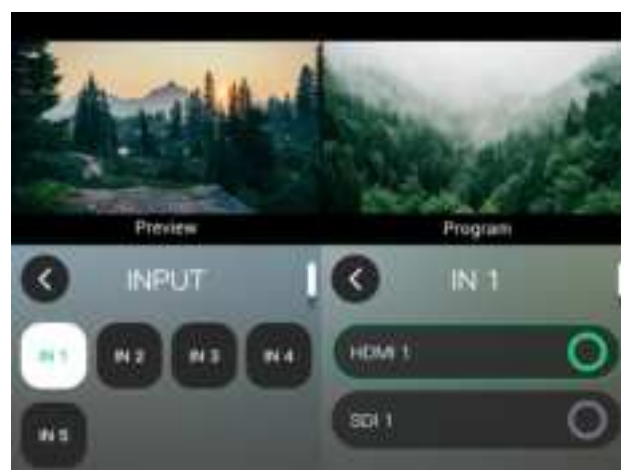 Preview
Program
INPUT
IN 1
IN 1
IN 2
IN 3
IN 4
HDMI 1
IN 5
SDI 1